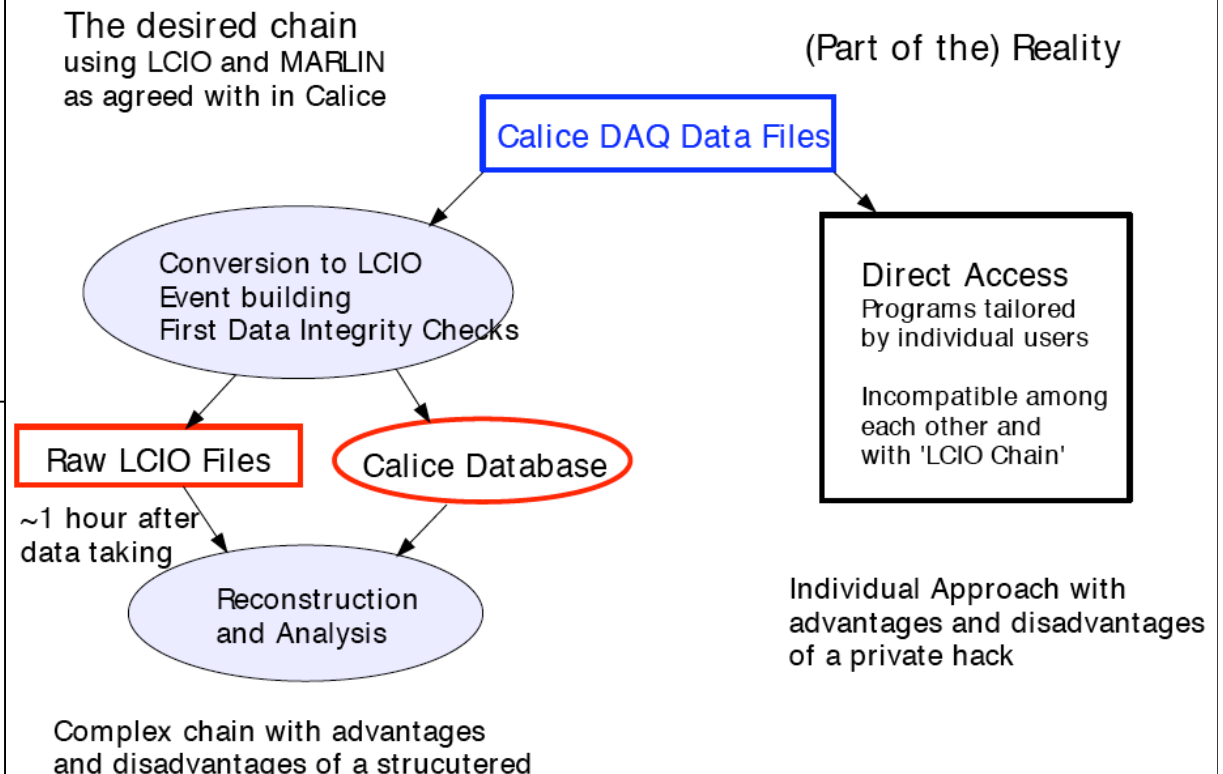 The desired chain
using LCIO and MARLIN
as agreed with in Calice
(Part of the) Reality
Calice DAQ Data Files
Conversion to LCIO
Event building
First Data Integrity Checks
Direct Access
Programs tailored
by individual users
Incompatible among
each other and
with 'LCIO Chain'
Raw LCIO Files
Calice Database
~1 hour after
data taking
Reconstruction
and Analysis
Individual Approach with
advantages and disadvantages
of a private hack
Complex chain with advantages
and disadvantages of a strucutered